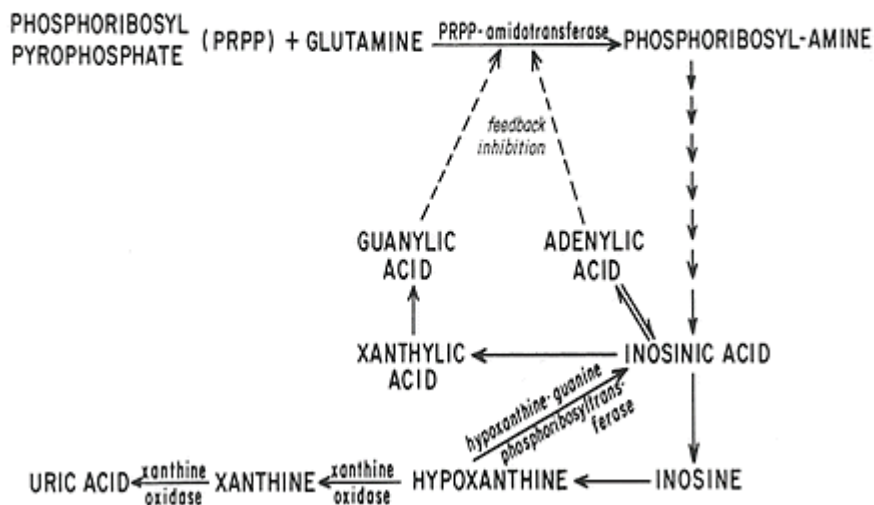 PHOSPHORIBOSYL
PYROPHOSPHATE (PRPP) + GLUTAMINE PRPP-amidotransferase PHOSPHORIBOSYL-AMINE
feedback
inhibition
GUANYLIC
ACID
ADENYLIC
ACID
XANTHYLIC
ACID
INOSINIC ACID
hypoxanthine-guanine
phosphoribosyltrans-
ferase
URIC ACID xanthine
oxidase XANTHINE xanthine
oxidase HYPOXANTHINE INOSINE